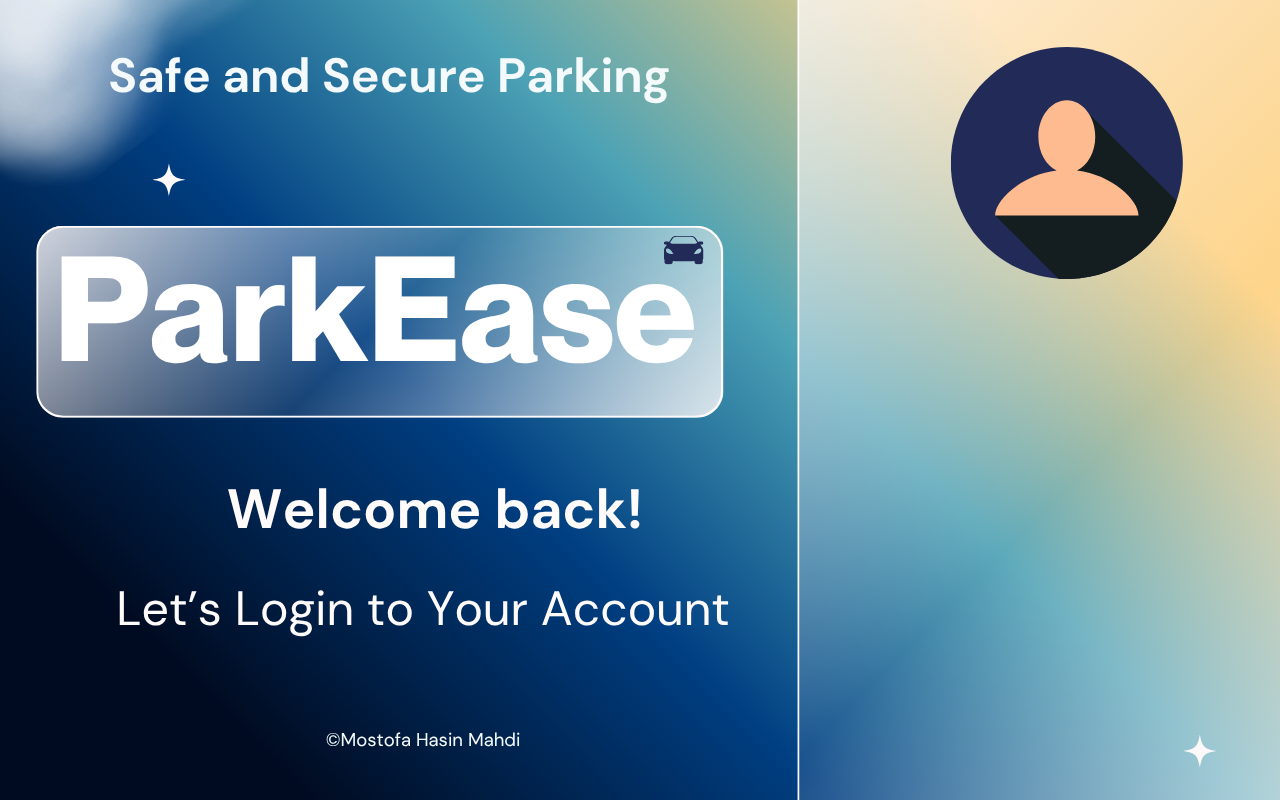 Safe and Secure Parking
ParkEase
Welcome back!
Let’s Login to Your Account
©Mostofa Hasin Mahdi